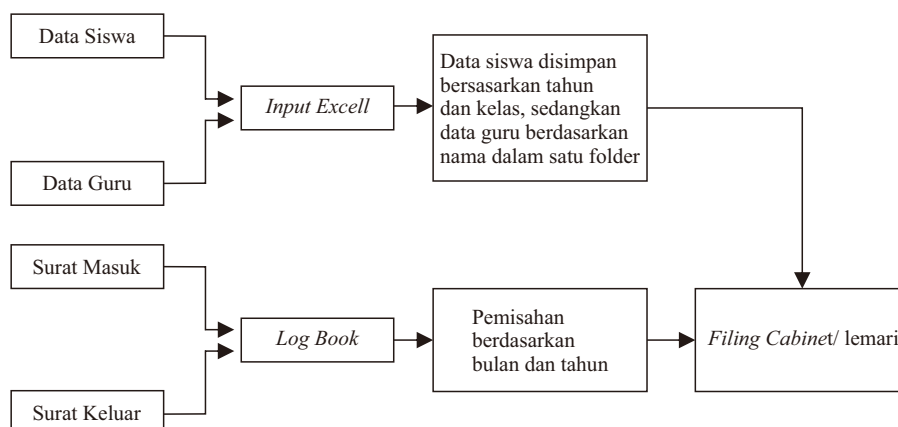 Data Siswa
Data Guru
Input Excell
Data siswa disimpan
bersasarkan tahun
dan kelas, sedangkan
data guru berdasarkan
nama dalam satu folder
Surat Masuk
Surat Keluar
Log Book
Pemisahan
berdasarkan
bulan dan tahun
Filing Cabinet/ lemari